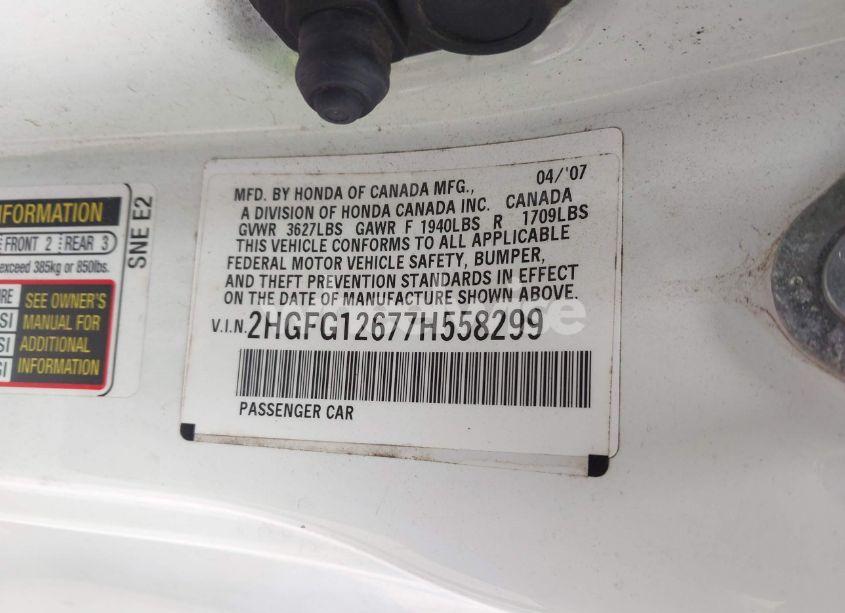 NFORMATION
FRONT 2 REAR 3
exceed 385kg or 850lbs.
SEE OWNER'S
MANUAL FOR
ADDITIONAL
INFORMATION
SNE E2
04/'07
MFD. BY HONDA OF CANADA MFG.,
A DIVISION OF HONDA CANADA INC. CANADA
GVWR 3627LBS GAWR F 1940LBS R 1709LBS
THIS VEHICLE CONFORMS TO ALL APPLICABLE
FEDERAL MOTOR VEHICLE SAFETY, BUMPER,
AND THEFT PREVENTION STANDARDS IN EFFECT
ON THE DATE OF MANUFACTURE SHOWN ABOVE.
V.I.N. 2HGFG12677H558299
PASSENGER CAR